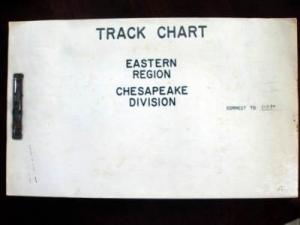 TRACK CHART
EASTERN
REGION
CHESAPEAKE
DIVISION
CORRECT TO